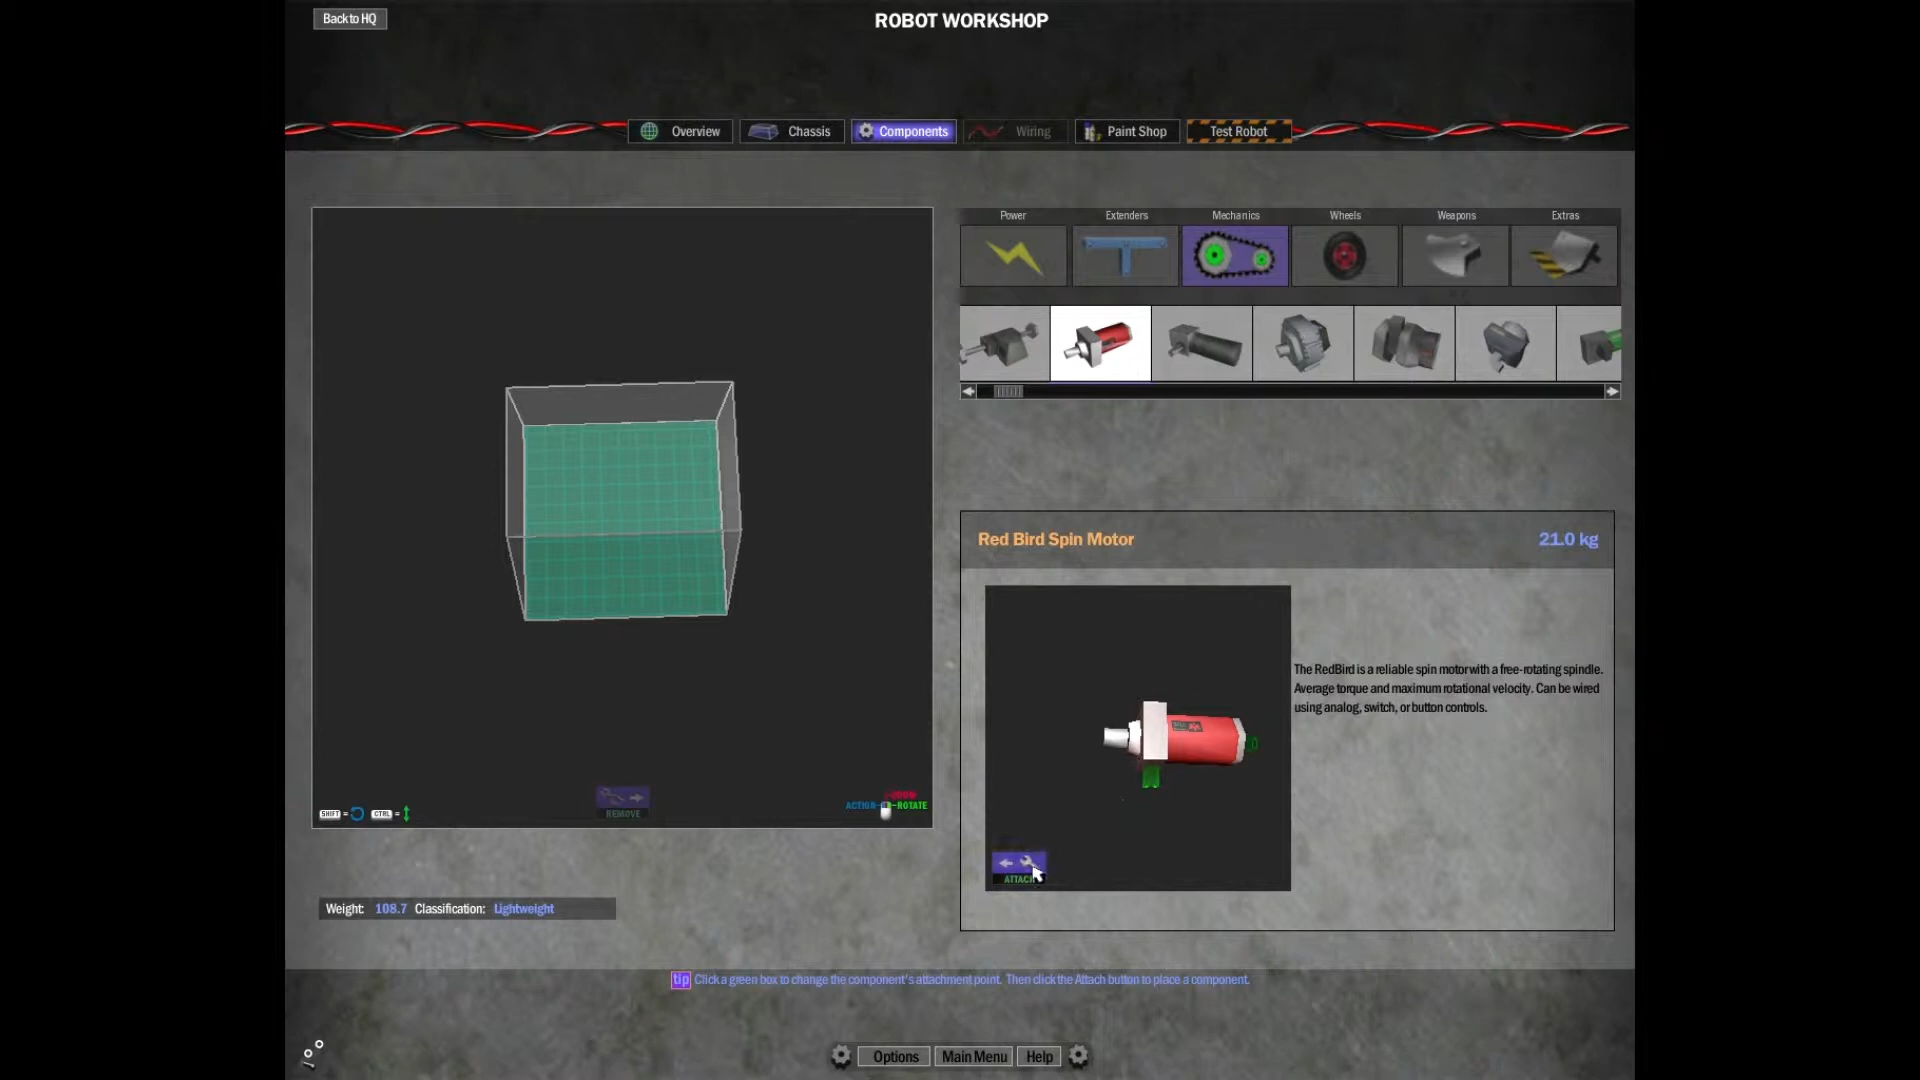 Back to HQ
ROBOT WORKSHOP
Overview
Chassis
Components
Wiring
Paint Shop
Test Robot
Power
Extenders
Mechanics
Wheels
Weapons
Extras
Red Bird Spin Motor
21.0 kg
The RedBird is a reliable spin motor with a free-rotating spindle.
Average torque and maximum rotational velocity. Can be wired
using analog, switch, or button controls.
ACTION
ROTATE
SHIFT =
CTRL =
REMOVE
ATTACH
Weight: 108.7 Classification: Lightweight
tip Click a green box to change the component's attachment point. Then click the Attach button to place a component.
Options
Main Menu
Help